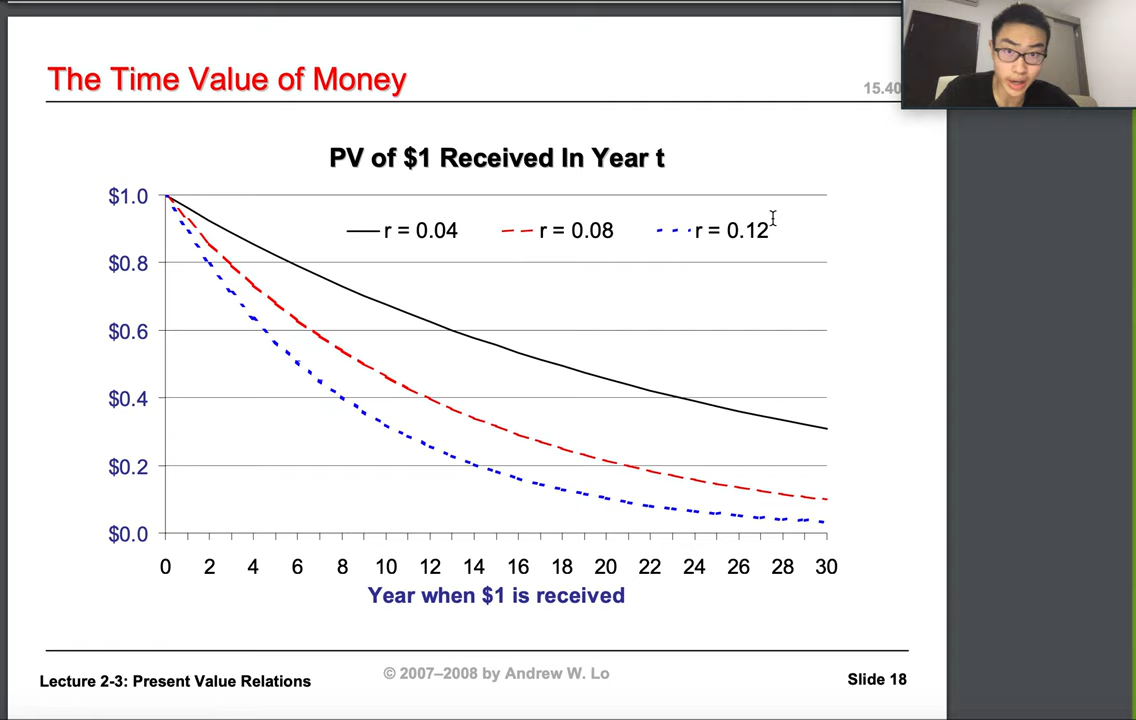 The Time Value of Money
15.40
PV of $1 Received In Year t
$1.0
r = 0.04 r = 0.08 r = 0.12
$0.8
$0.6
$0.4
$0.2
$0.0
0 2 4 6 8 10 12 14 16 18 20 22 24 26 28 30
Year when $1 is received
Lecture 2-3: Present Value Relations
© 2007–2008 by Andrew W. Lo
Slide 18